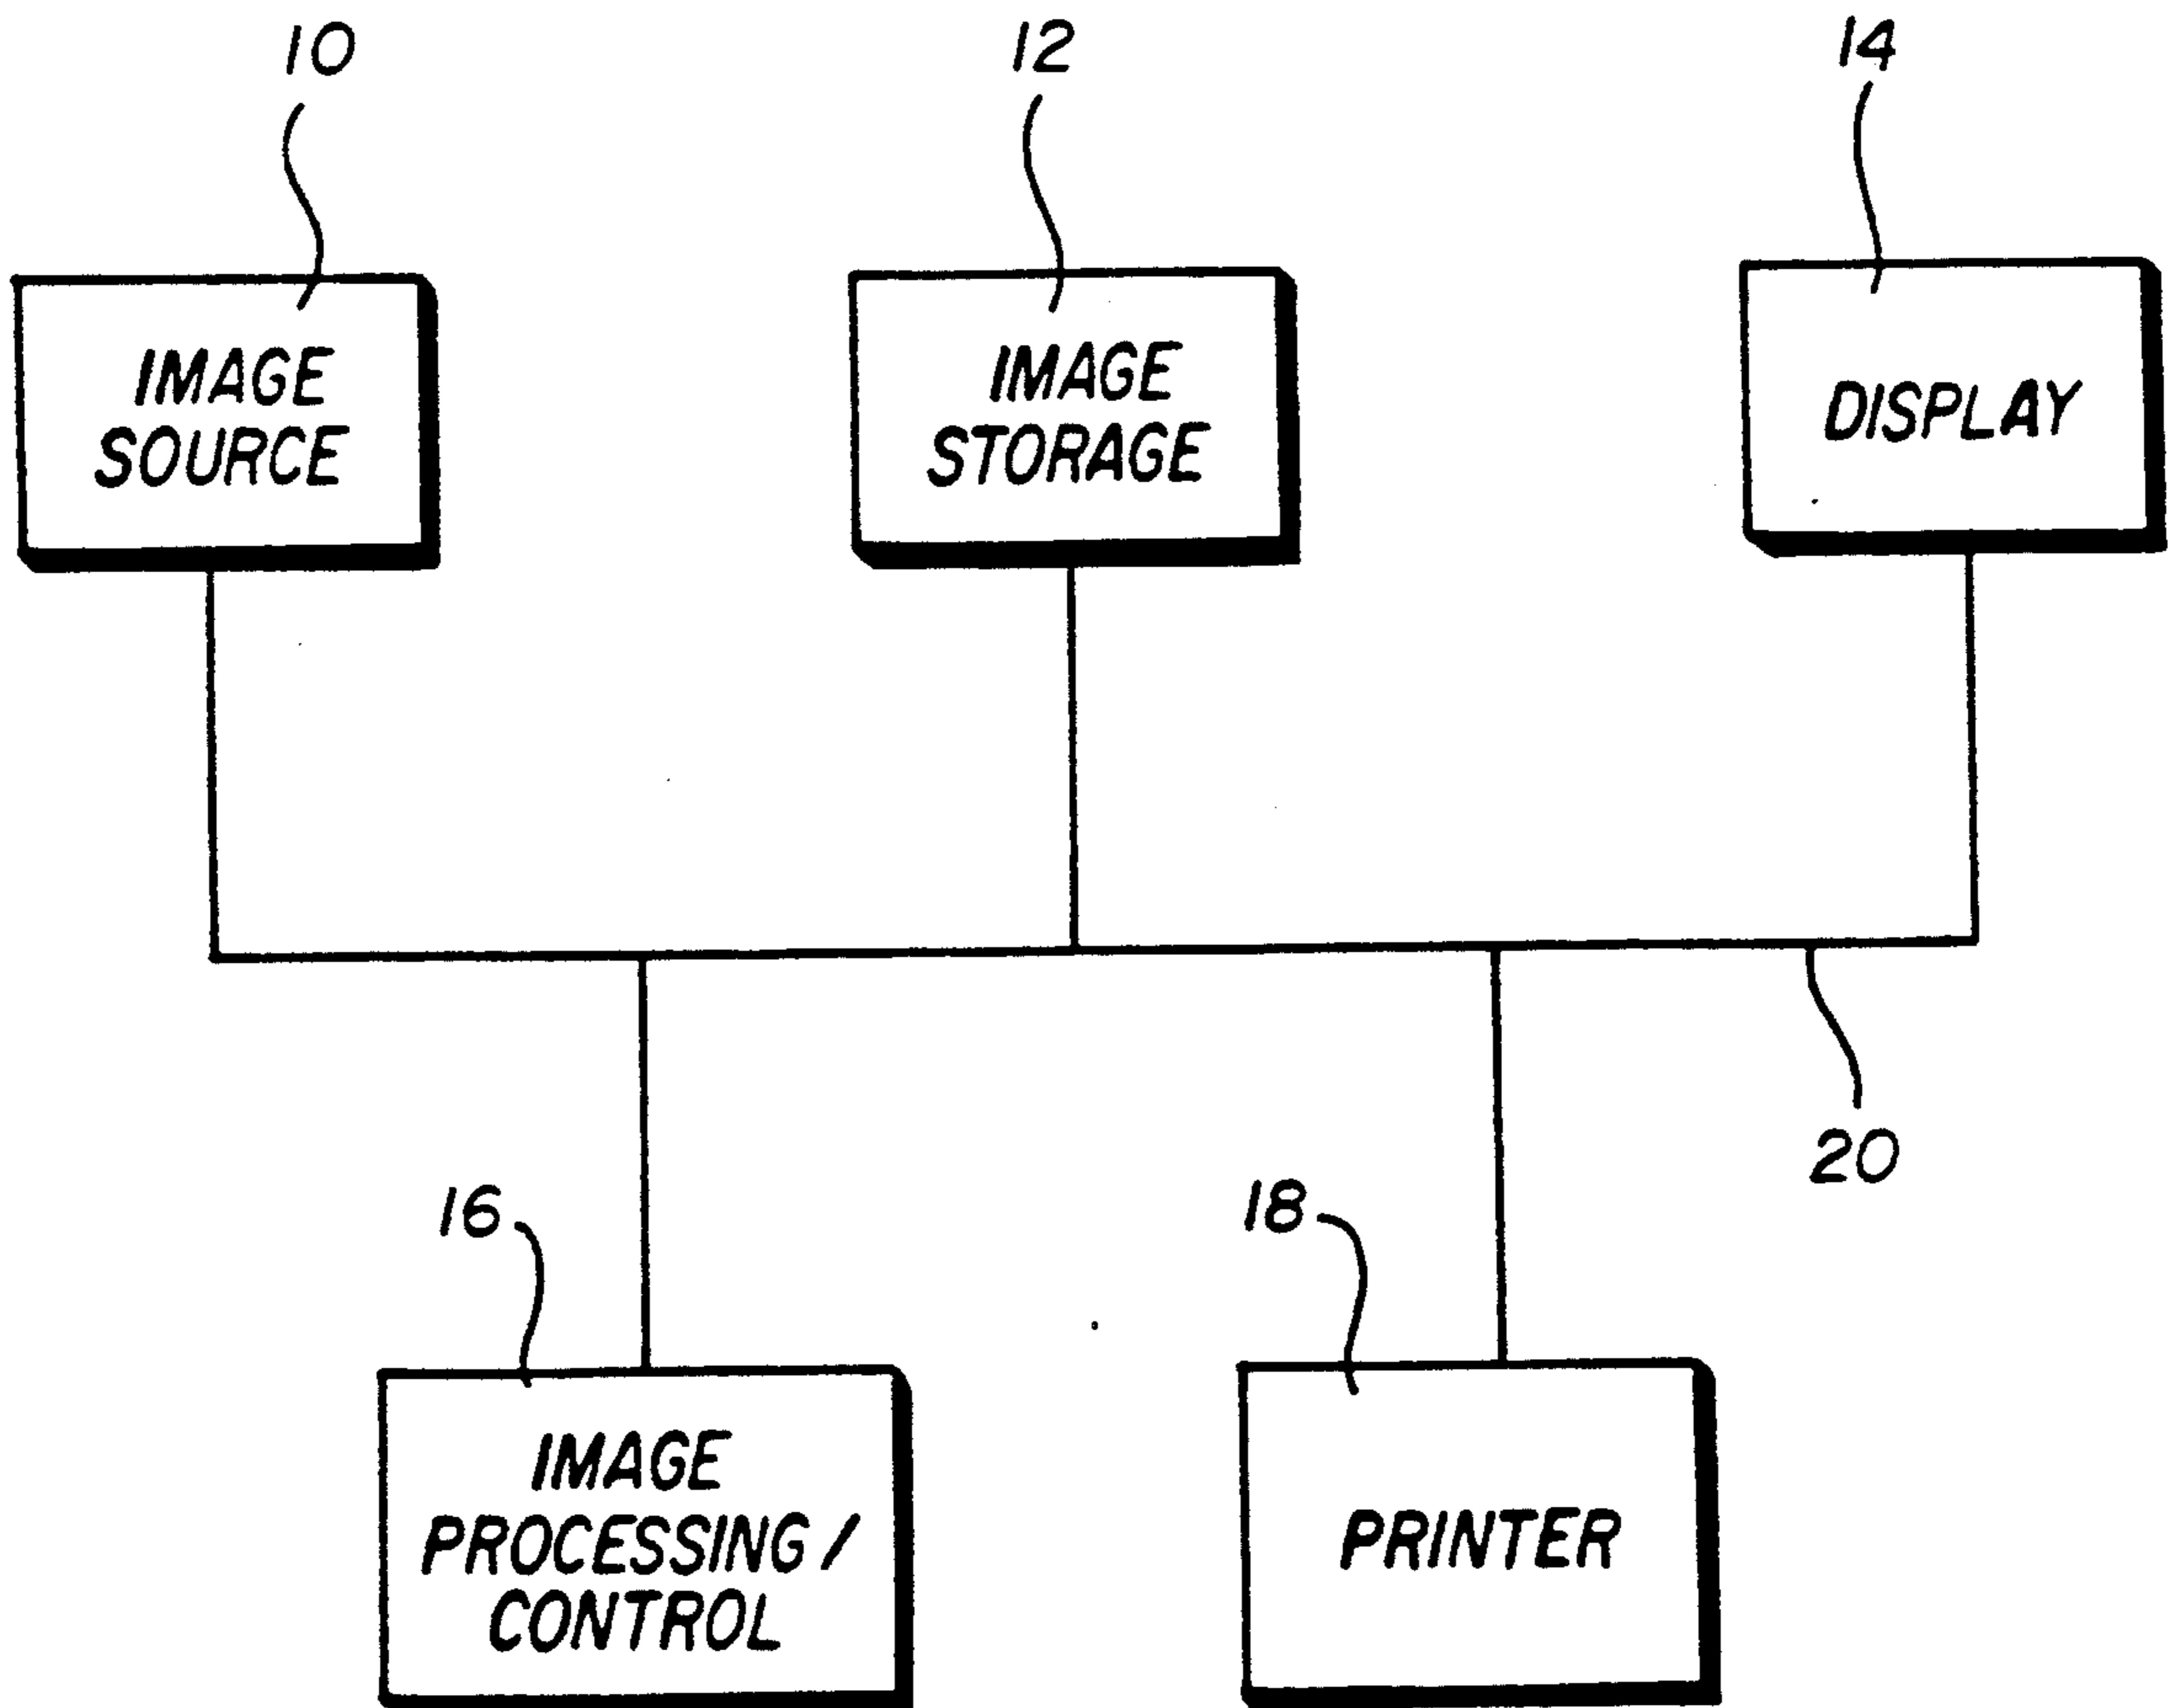 10
12
14
IMAGE
SOURCE
IMAGE
STORAGE
DISPLAY
20
16
18
IMAGE
PROCESSING /
CONTROL
PRINTER